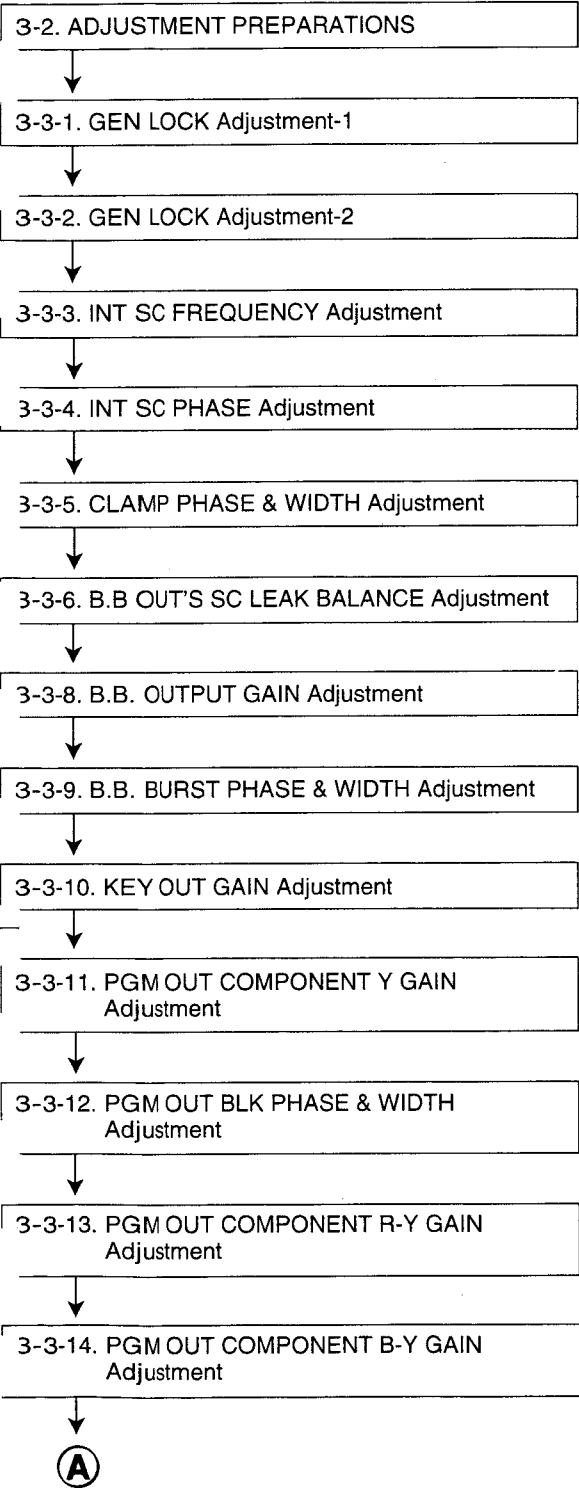 3-2. ADJUSTMENT PREPARATIONS
3-3-1. GEN LOCK Adjustment-1
3-3-2. GEN LOCK Adjustment-2
3-3-3. INT SC FREQUENCY Adjustment
3-3-4. INT SC PHASE Adjustment
3-3-5. CLAMP PHASE & WIDTH Adjustment
3-3-6. B.B OUT'S SC LEAK BALANCE Adjustment
3-3-8. B.B. OUTPUT GAIN Adjustment
3-3-9. B.B. BURST PHASE & WIDTH Adjustment
3-3-10. KEY OUT GAIN Adjustment
3-3-11. PGM OUT COMPONENT Y GAIN
Adjustment
3-3-12. PGM OUT BLK PHASE & WIDTH
Adjustment
3-3-13. PGM OUT COMPONENT R-Y GAIN
Adjustment
3-3-14. PGM OUT COMPONENT B-Y GAIN
Adjustment
A